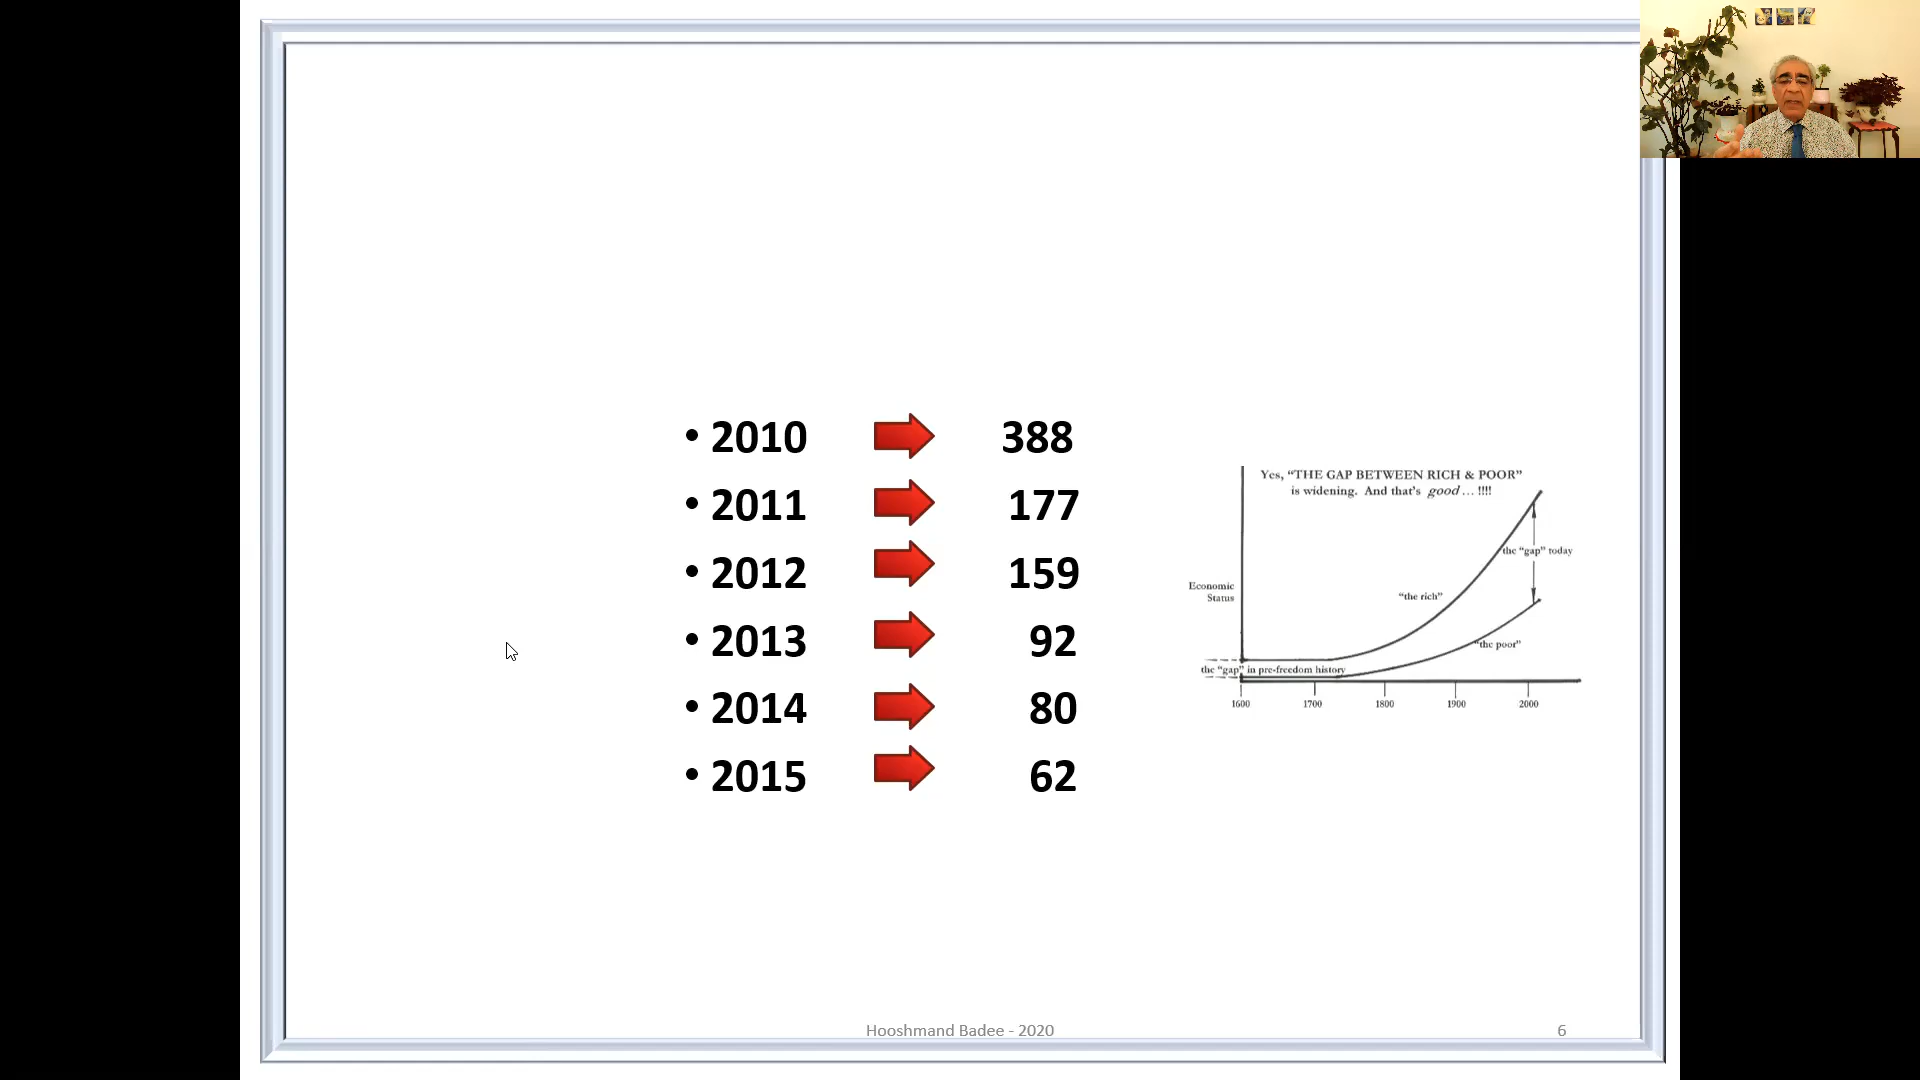 • 2010 388
• 2011 177
• 2012 159
• 2013 92
• 2014 80
• 2015 62
Yes, “THE GAP BETWEEN RICH & POOR”
is widening. And that's good ... !!!!
the “gap” today
Economic
Status
“the rich”
“the poor”
the “gap” in pre-freedom history
1600 1700 1800 1900 2000
Hooshmand Badee - 2020
6